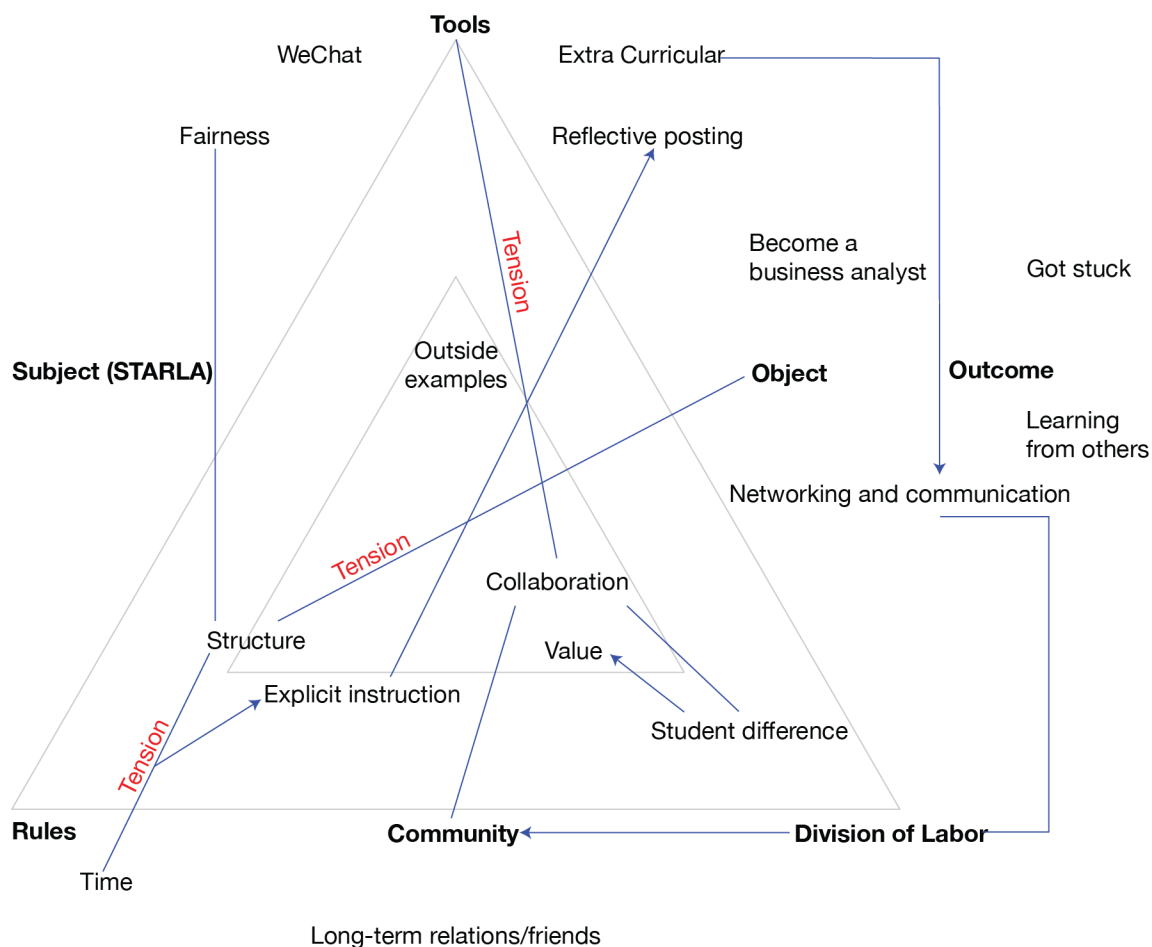 Tools
WeChat
Extra Curricular
Fairness
Reflective posting
Tension
Become a
business analyst
Got stuck
Outside
examples
Subject (STARLA)
Object
Outcome
Learning
from others
Networking and communication
Tension
Collaboration
Structure
Value
Explicit instruction
Student difference
Tension
Rules
Community
Division of Labor
Time
Long-term relations/friends